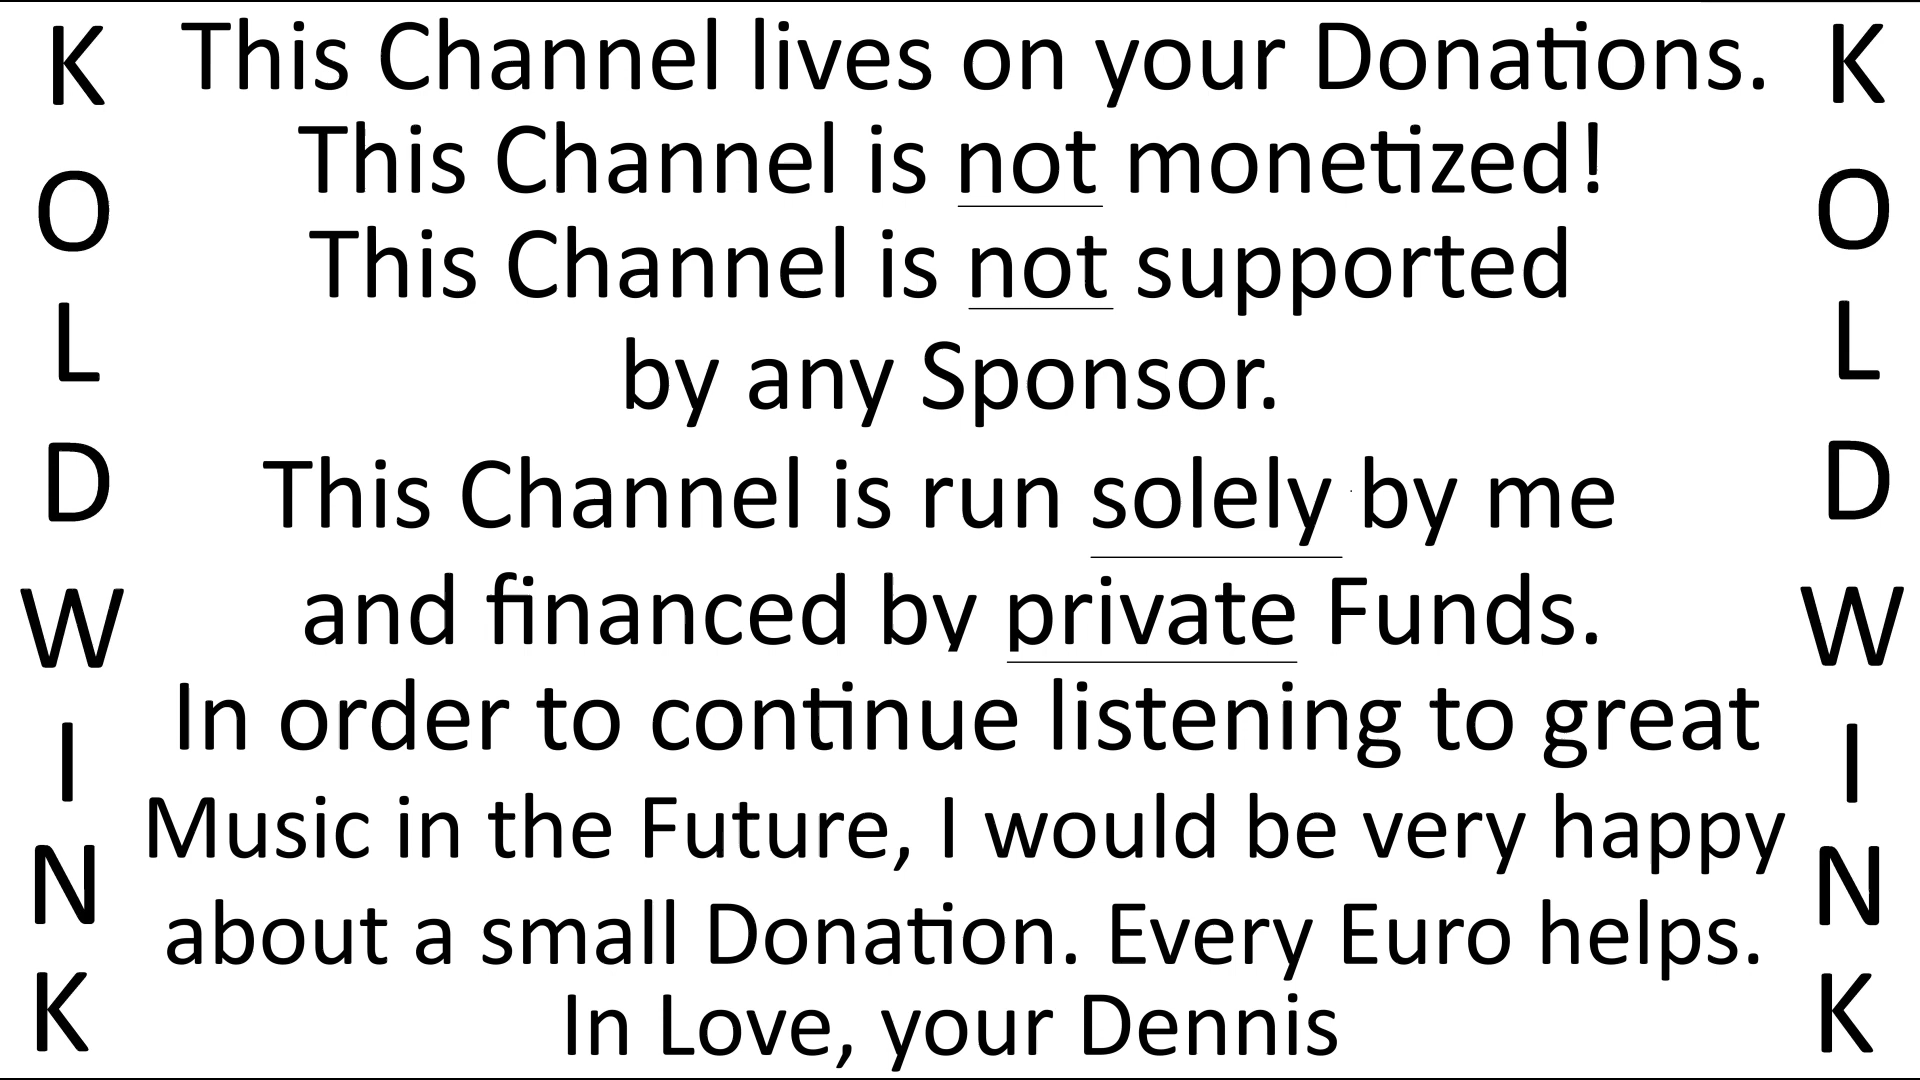 K
O
L
D
W
I
N
K
This Channel lives on your Donations.
This Channel is not monetized!
This Channel is not supported
by any Sponsor.
This Channel is run solely by me
and financed by private Funds.
In order to continue listening to great
Music in the Future, I would be very happy
about a small Donation. Every Euro helps.
In Love, your Dennis
K
O
L
D
W
I
N
K